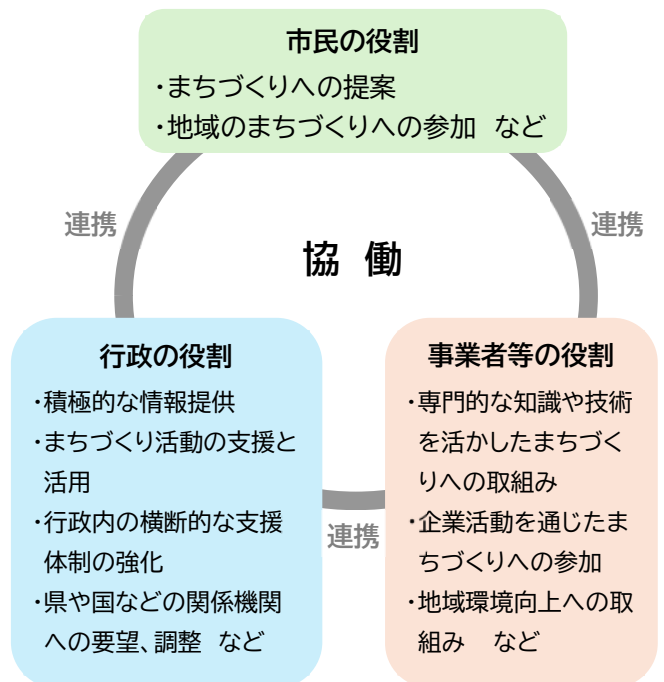 市民の役割
・まちづくりへの提案
・地域のまちづくりへの参加 など
連携
連携
協 働
行政の役割
・積極的な情報提供
・まちづくり活動の支援と
活用
・行政内の横断的な支援
体制の強化
・県や国などの関係機関
への要望、調整 など
連携
事業者等の役割
・専門的な知識や技術
を活かしたまちづく
りへの取組み
・企業活動を通じたま
ちづくりへの参加
・地域環境向上への取
組み など